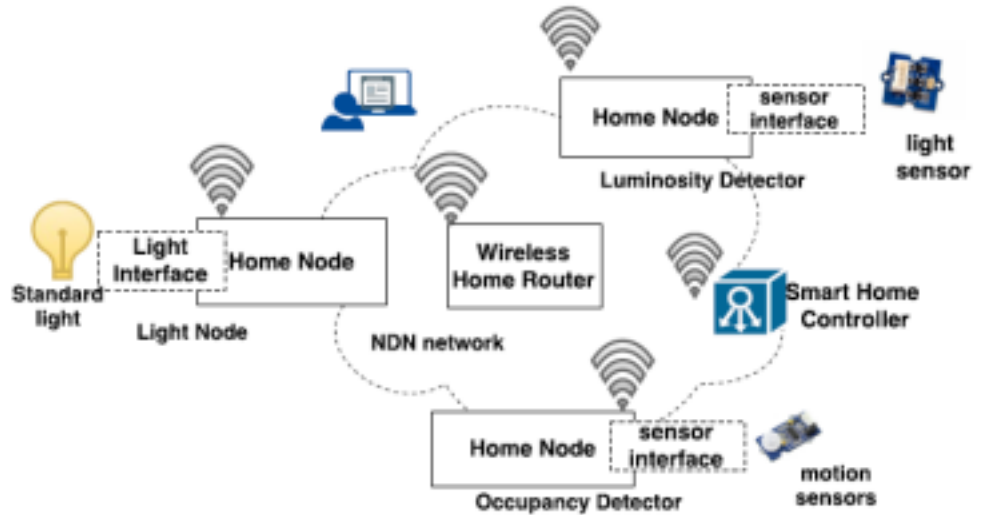 Home Node
sensor
interface
light
sensor
Luminosity Detector
Light
Interface
Home Node
Standard
light
Light Node
Wireless
Home Router
Smart Home
Controller
NDN network
Home Node
sensor
interface
motion
sensors
Occupancy Detector